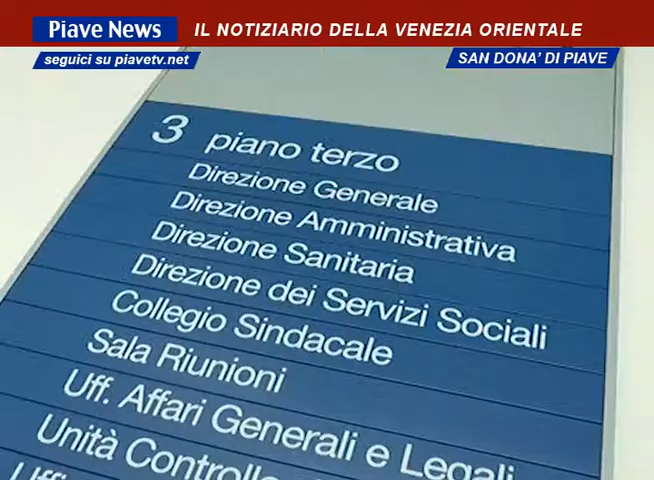 Piave News
IL NOTIZIARIO DELLA VENEZIA ORIENTALE
seguici su piavetv.net
SAN DONA' DI PIAVE
3 piano terzo
Direzione Generale
Direzione Amministrativa
Direzione Sanitaria
Direzione dei Servizi Sociali
Collegio Sindacale
Sala Riunioni
Uff. Affari Generali e Legali
Unità Controllo